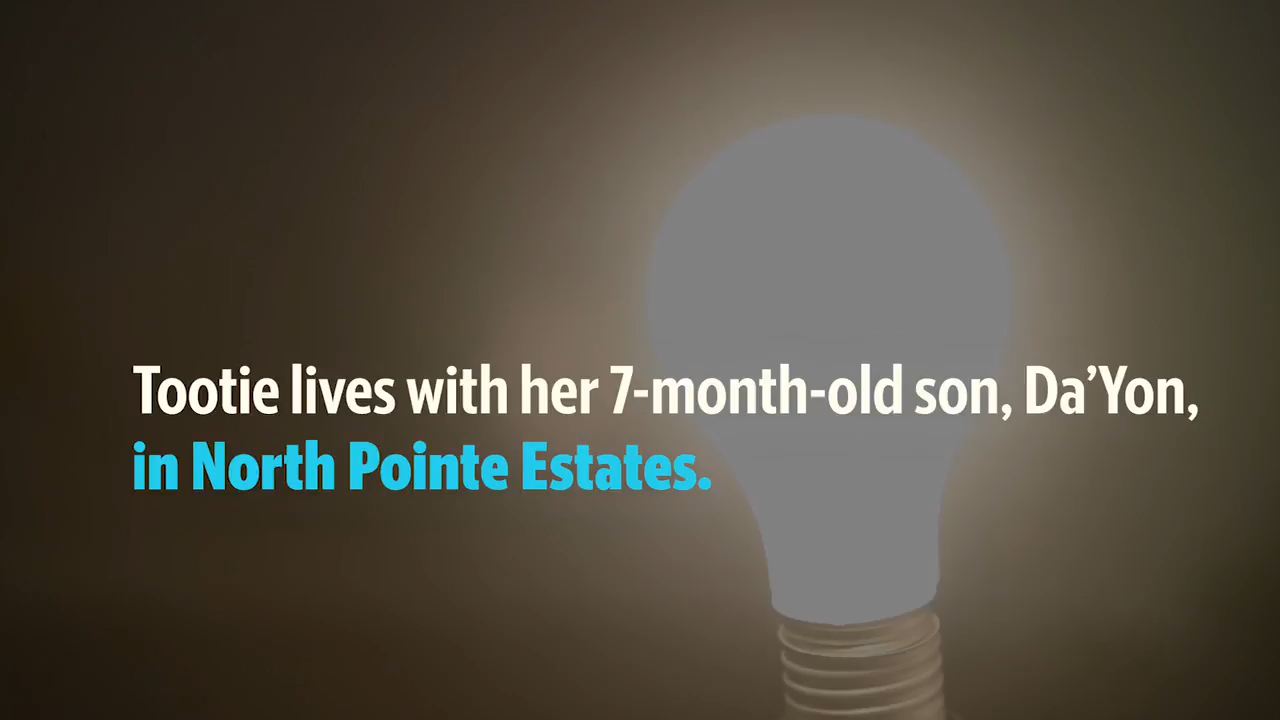 Tootie lives with her 7-month-old son, Da’Yon,
in North Pointe Estates.